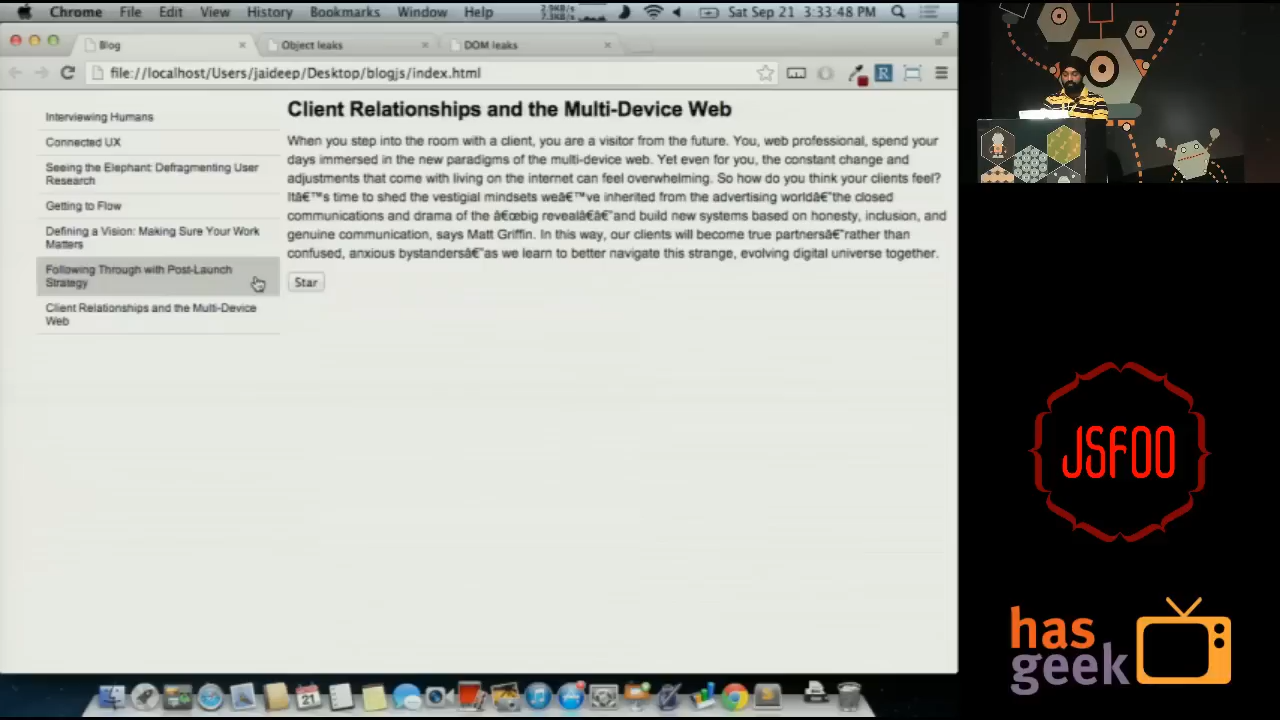 Chrome File Edit View History Bookmarks Window Help
Sat Sep 21 3:33:48 PM
Blog
Object leaks
DOM leaks
file://localhost/Users/jaideep/Desktop/blogjs/index.html
Interviewing Humans
Connected UX
Seeing the Elephant: Defragmenting User
Research
Getting to Flow
Defining a Vision: Making Sure Your Work
Matters
Following Through with Post-Launch
Strategy
Client Relationships and the Multi-Device
Web
Client Relationships and the Multi-Device Web
When you step into the room with a client, you are a visitor from the future. You, web professional, spend your
days immersed in the new paradigms of the multi-device web. Yet even for you, the constant change and
adjustments that come with living on the internet can feel overwhelming. So how do you think your clients feel?
Itâ€™s time to shed the vestigial mindsets weâ€™ve inherited from the advertising worldâ€"the closed
communications and drama of the â€œbig revealâ€â€"and build new systems based on honesty, inclusion, and
genuine communication, says Matt Griffin. In this way, our clients will become true partnersâ€"rather than
confused, anxious bystandersâ€"as we learn to better navigate this strange, evolving digital universe together.
Star
JSFOO
has
geek